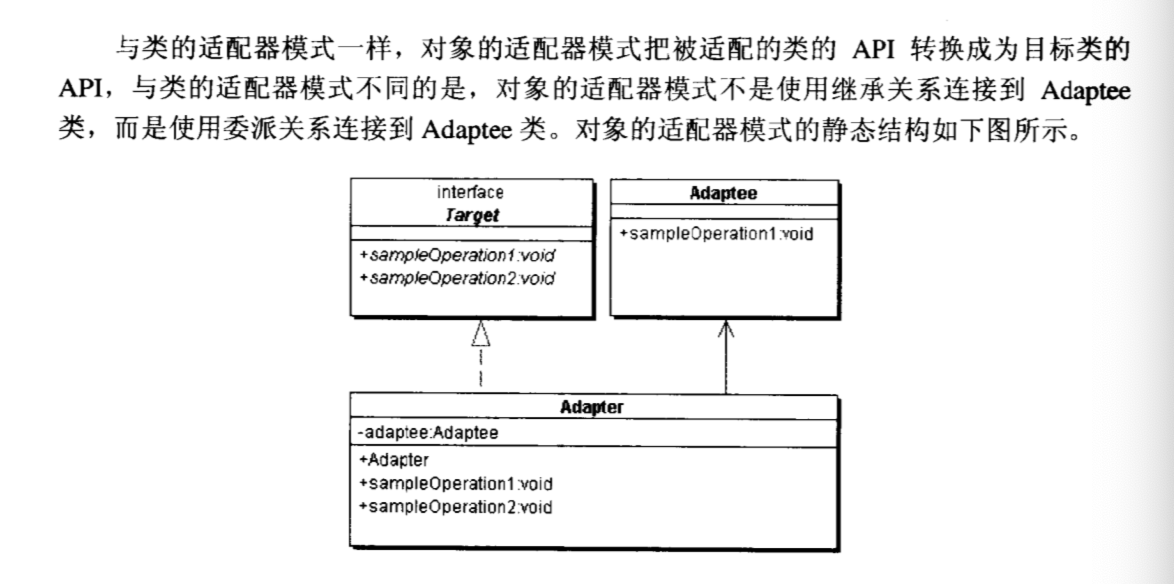 与类的适配器模式一样，对象的适配器模式把被适配的类的 API 转换成为目标类的
API，与类的适配器模式不同的是，对象的适配器模式不是使用继承关系连接到 Adaptee
类，而是使用委派关系连接到 Adaptee 类。对象的适配器模式的静态结构如下图所示。
interface
Target
+sampleOperation1:void
+sampleOperation2:void
Adaptee
+sampleOperation1:void
Adapter
-adaptee:Adaptee
+Adapter
+sampleOperation1:void
+sampleOperation2:void